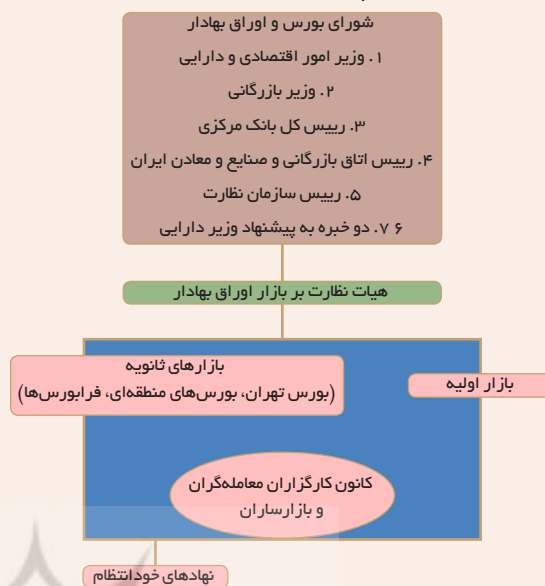 شورای بورس و اوراق بهادار
۱. وزیر امور اقتصادی و دارایی
۲. وزیر بازرگانی
۳. رییس کل بانک مرکزی
۴. رییس اتاق بازرگانی و صنایع و معادن ایران
۵. رییس سازمان نظارت
۶ ۷. دو خبره به پیشنهاد وزیر دارایی
هیات نظارت بر بازار اوراق بهادار
بازارهای ثانویه
(بورس تهران، بورس‌های منطقه‌ای، فرابورس‌ها)
بازار اولیه
کانون کارگزاران معامله‌گران
و بازارسازان
نهادهای خودانتظام